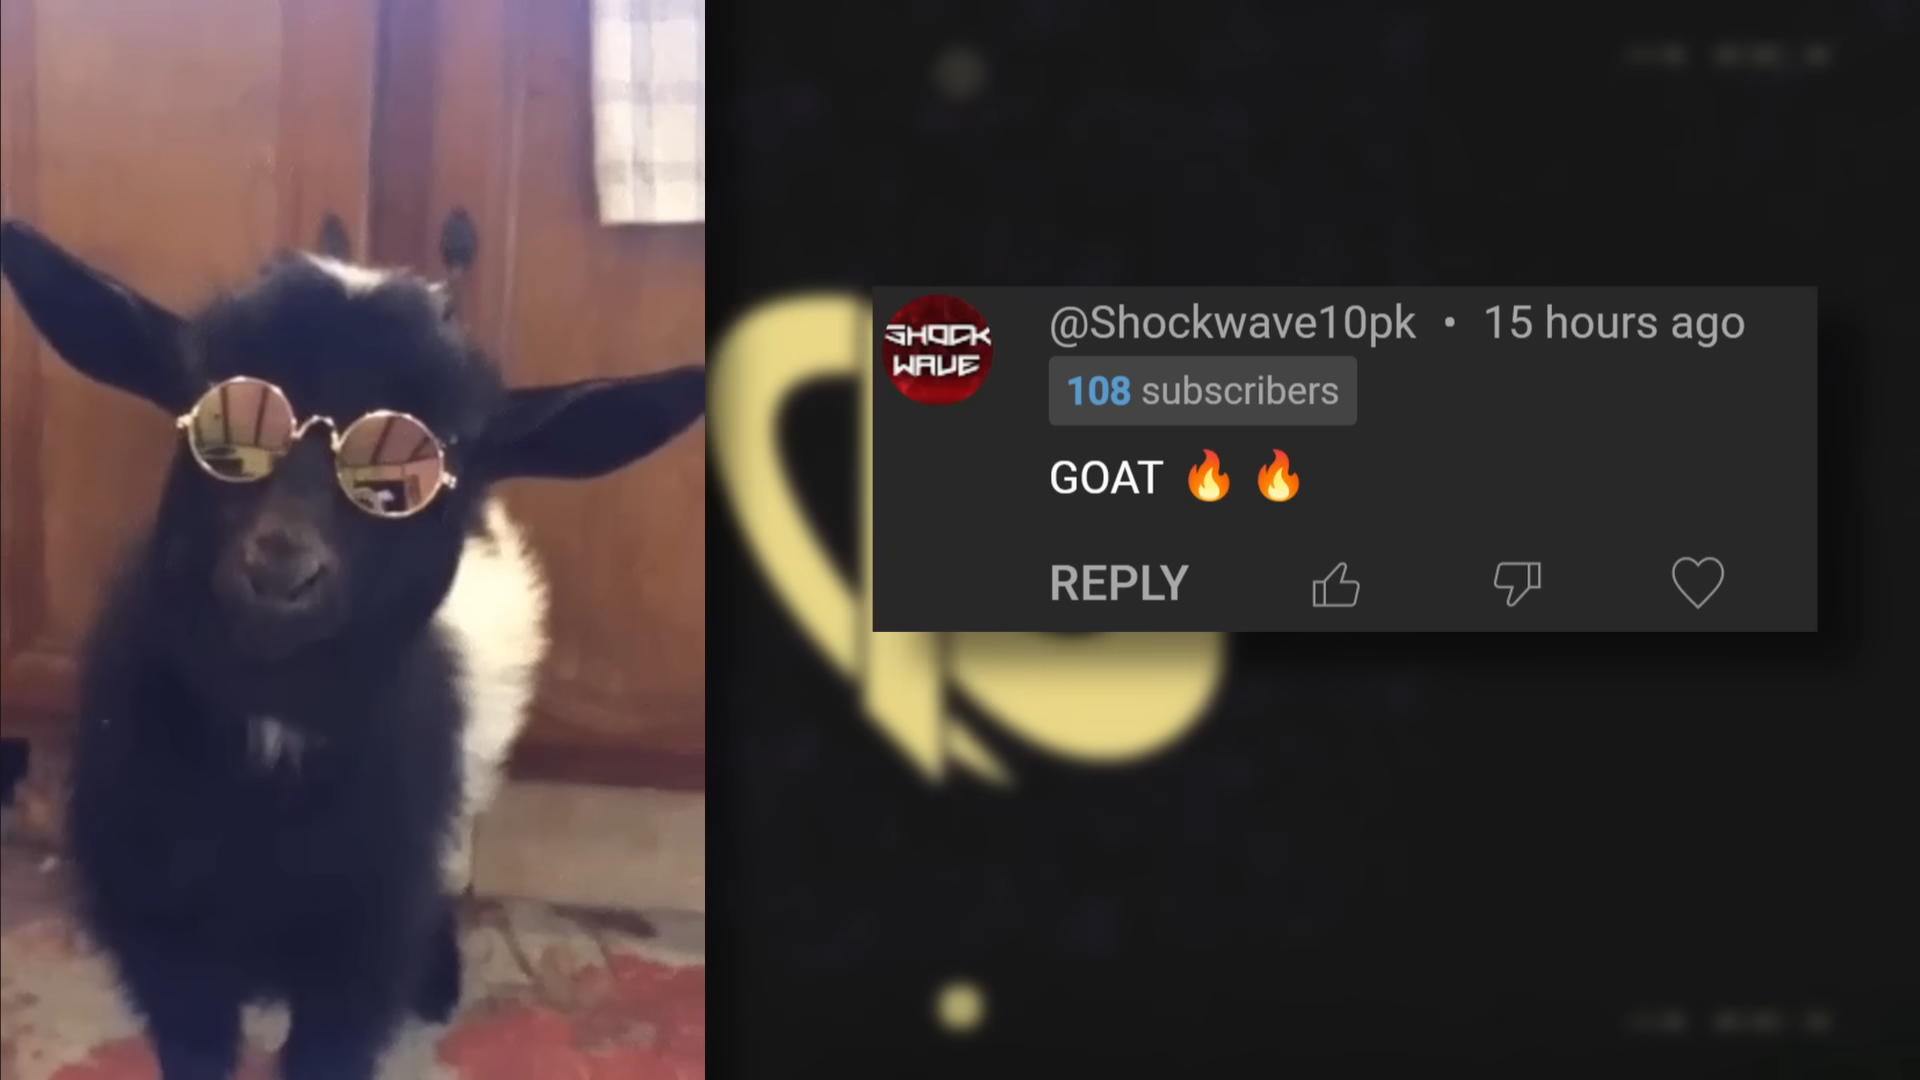 SHOCK
WAVE
@Shockwave10pk • 15 hours ago
108 subscribers
GOAT 🔥 🔥
REPLY